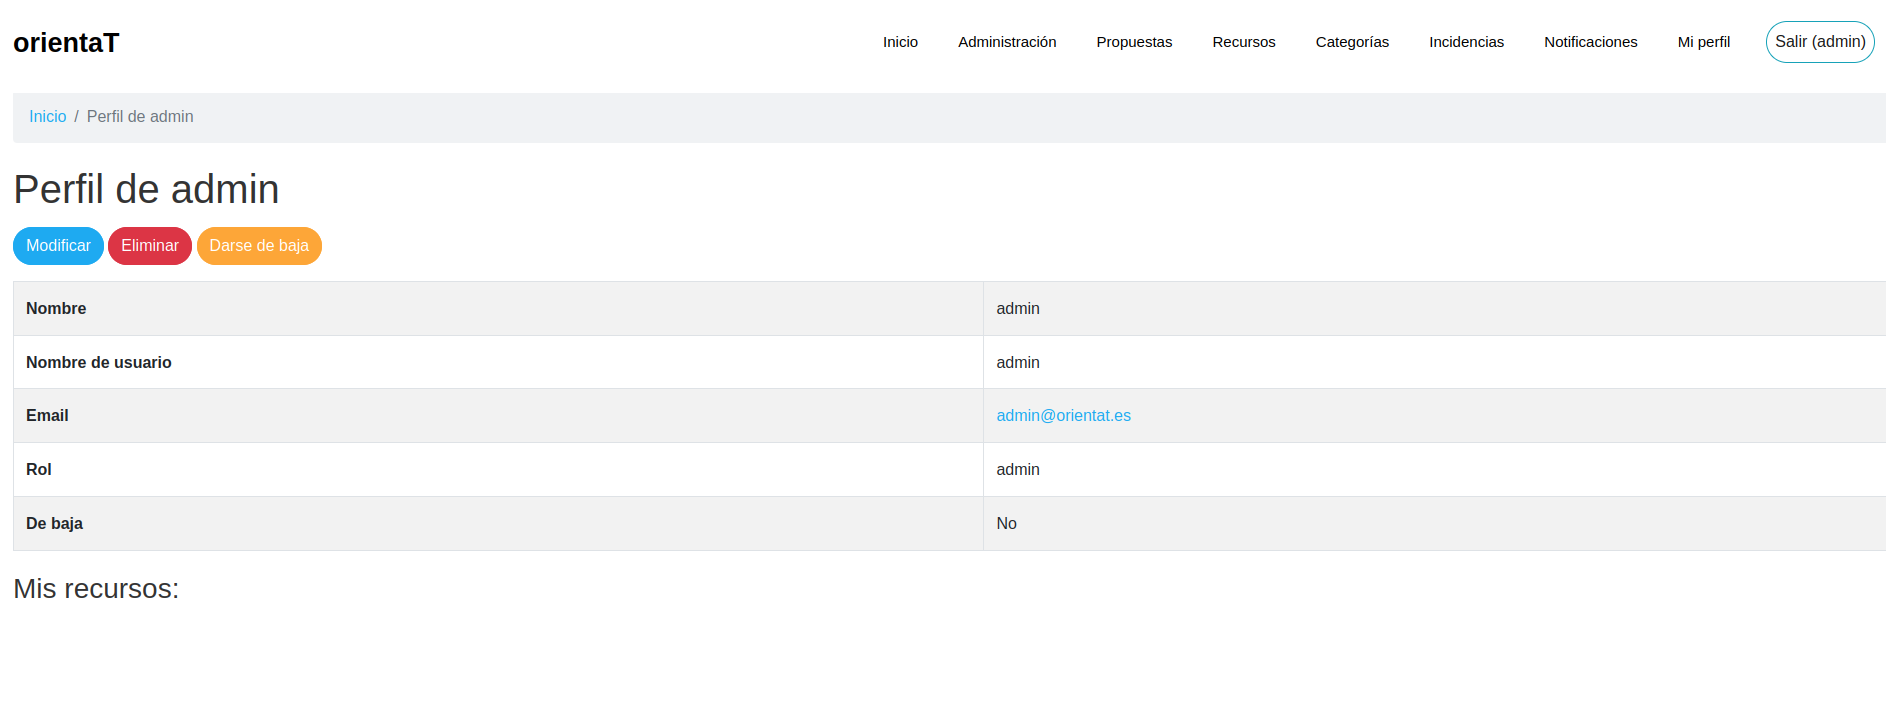 orientaT
Inicio Administración Propuestas Recursos Categorías Incidencias Notificaciones Mi perfil Salir (admin)
Inicio / Perfil de admin
Perfil de admin
Modificar Eliminar Darse de baja
Nombre admin
Nombre de usuario admin
Email admin@orientat.es
Rol admin
De baja No
Mis recursos: